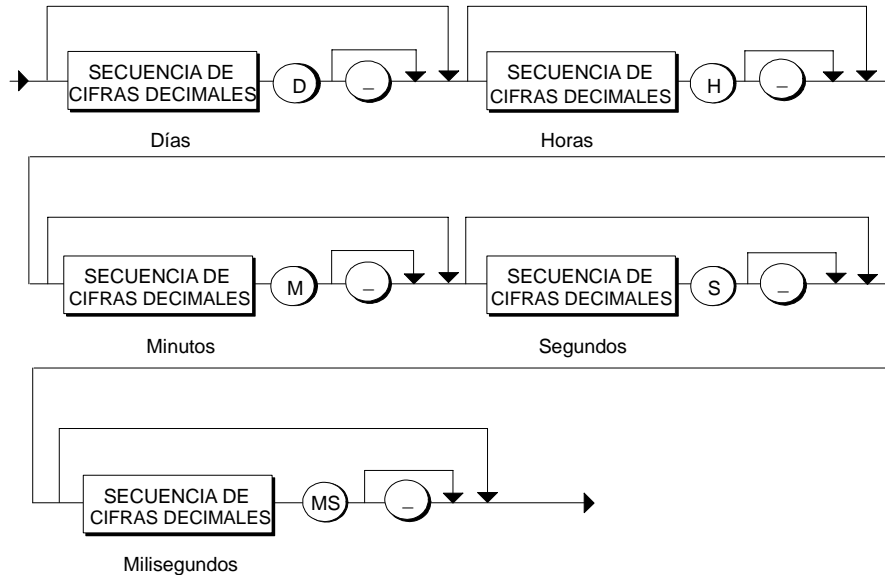 SECUENCIA DE
CIFRAS DECIMALES
D
_
SECUENCIA DE
CIFRAS DECIMALES
H
_
Días
Horas
SECUENCIA DE
CIFRAS DECIMALES
M
_
SECUENCIA DE
CIFRAS DECIMALES
S
_
Minutos
Segundos
SECUENCIA DE
CIFRAS DECIMALES
MS
_
Milisegundos